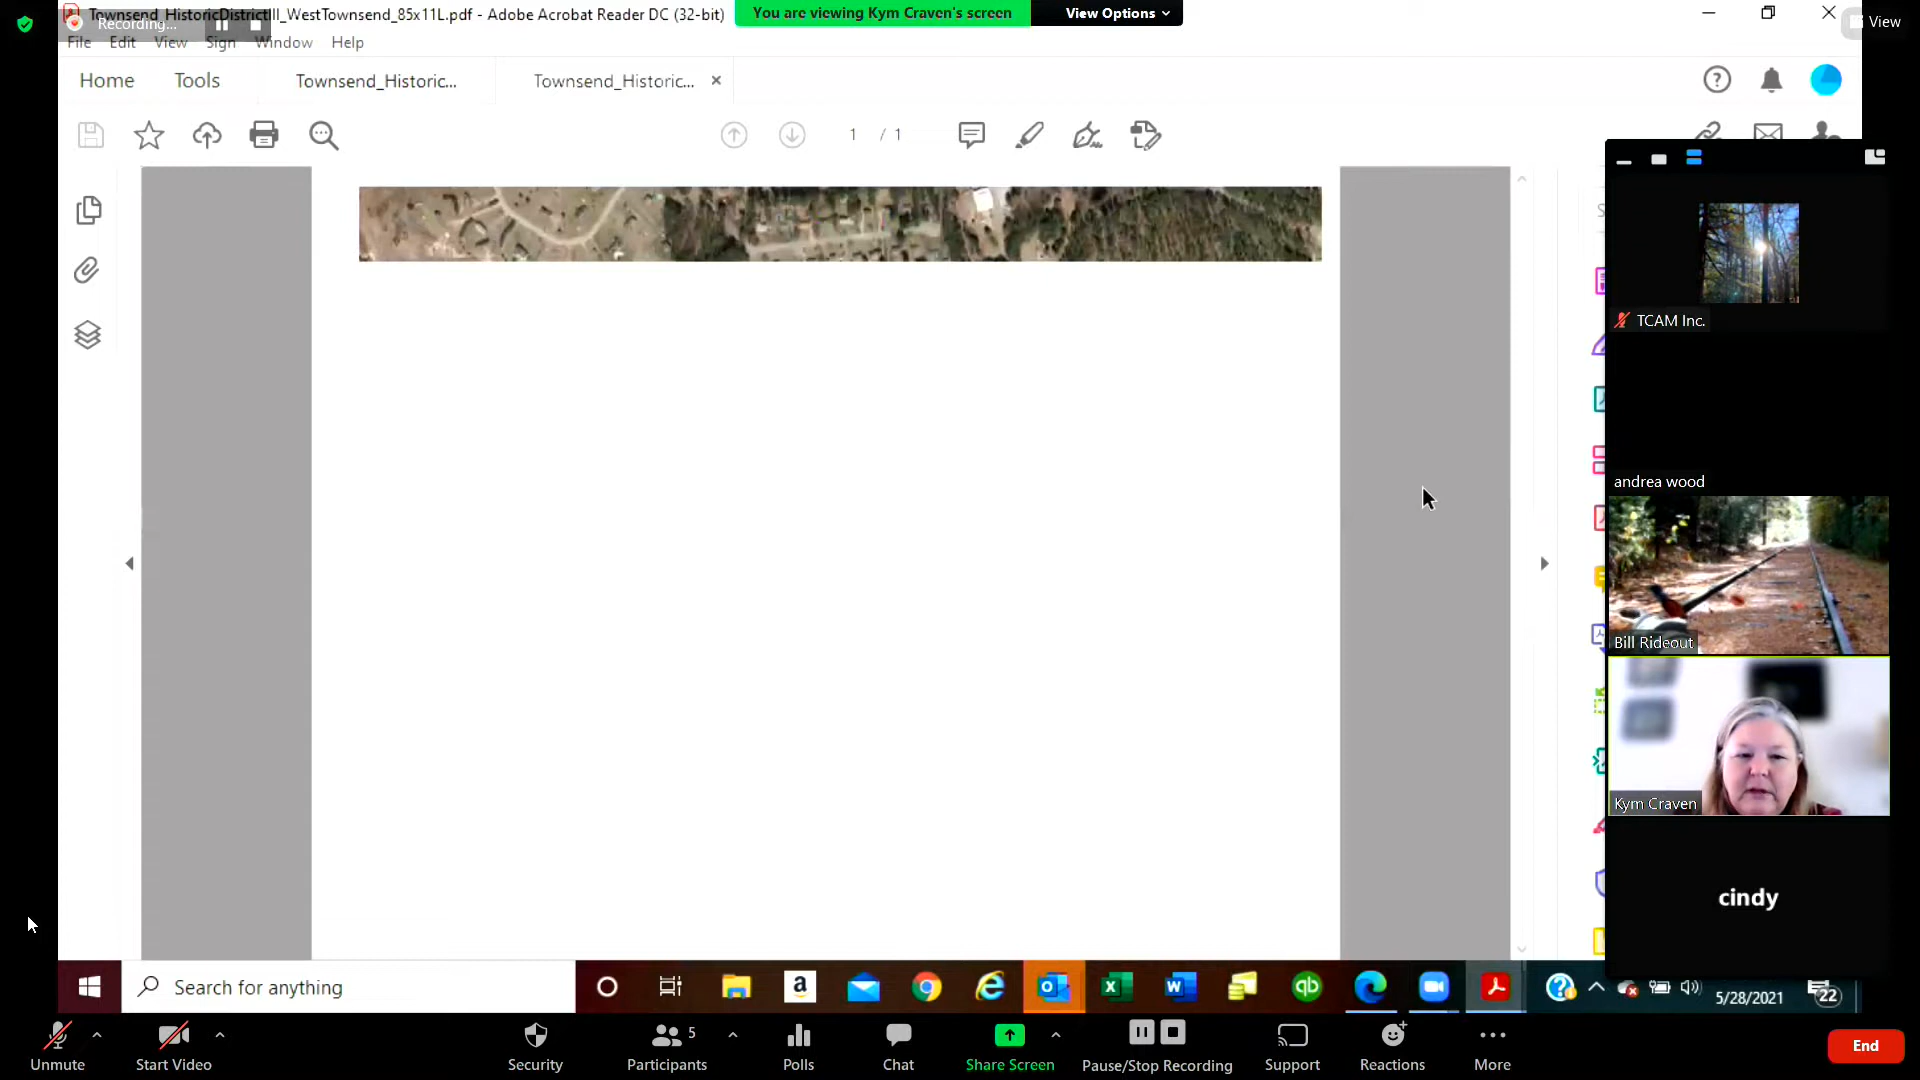 Townsend_HistoricDistrictIII_WestTownsend_85x11L.pdf - Adobe Acrobat Reader DC (32-bit)
Recording...
You are viewing Kym Craven's screen
View Options
View
File Edit View Sign Window Help
Home Tools Townsend_Historic... Townsend_Historic...
1 / 1
TCAM Inc.
andrea wood
Bill Rideout
Kym Craven
cindy
Search for anything
5/28/2021
22
Unmute
Start Video
Security
Participants 5
Polls
Chat
Share Screen
Pause/Stop Recording
Support
Reactions
More
End